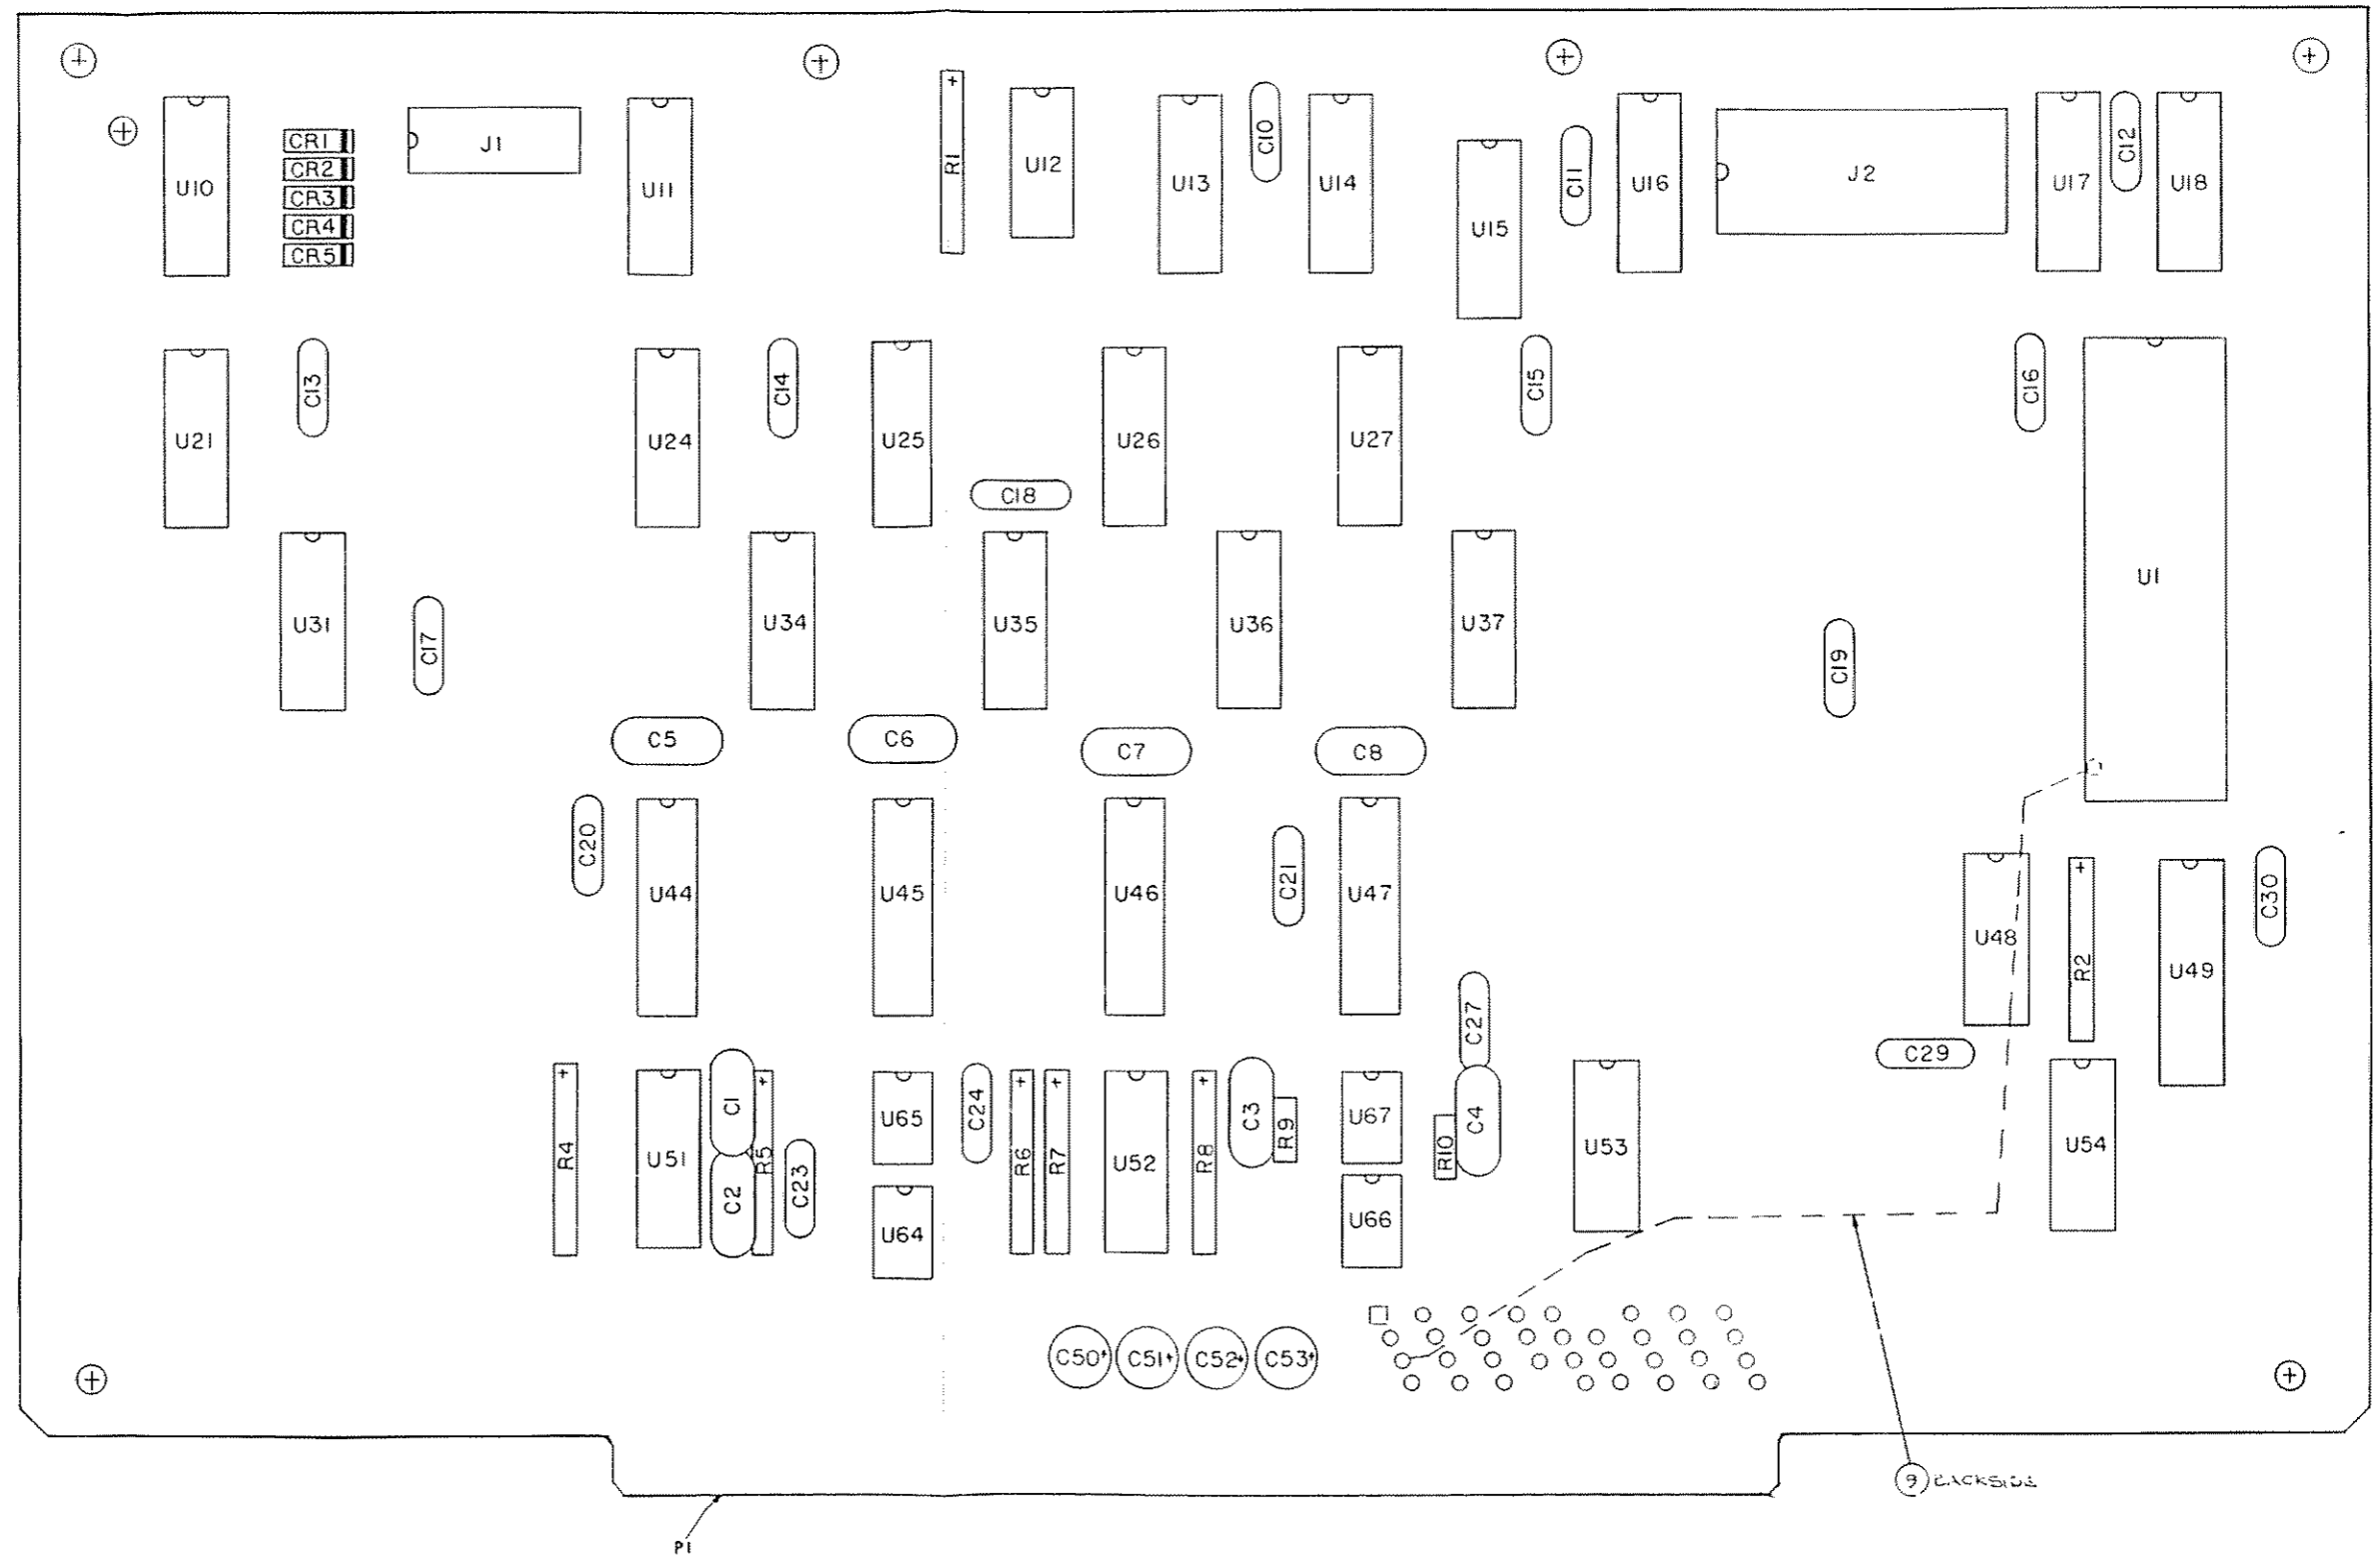 U10
CR1
CR2
CR3
CR4
CR5
J1
U11
+
R1
U12
U13
C10
U14
U15
C11
U16
J2
U17
C12
U18
U21
C13
U24
C14
U25
C18
U26
U27
C15
C16
U1
U31
C17
U34
U35
U36
U37
C19
C5
C6
C7
C8
C20
U44
U45
U46
C21
U47
U48
+
R2
U49
C30
C27
C29
+
R4
U51
C1
C2
+
R5
C23
U65
U64
C24
+
R6
+
R7
U52
+
R8
C3
R9
U67
U66
R10
C4
U53
U54
C50+
C51+
C52+
C53+
9 BACKSIDE
P1